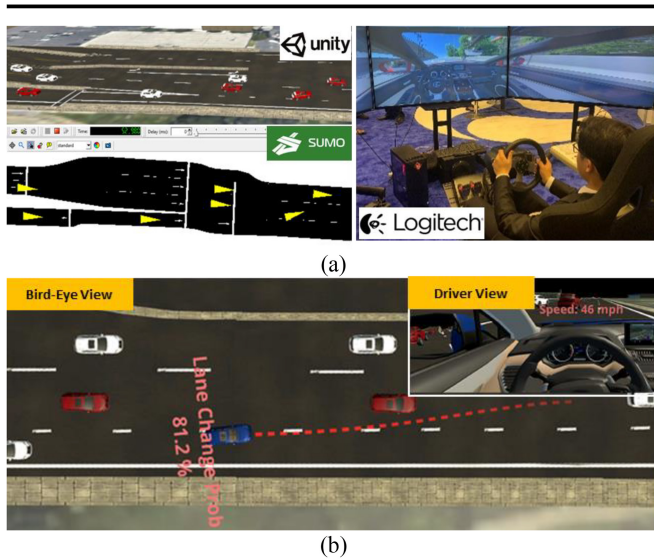 unity
Time:
Delay (ms):
standard
SUMO
Logitech
(a)
Bird-Eye View
Driver View
Speed: 46 mph
Lane Change Prob
81.2 %
(b)